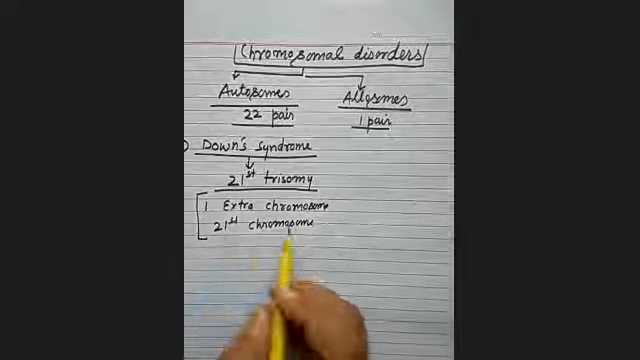 Chromosomal disorders
Autosomes
Allosomes
22 pair
1 pair
Down's Syndrome
21st trisomy
1 Extra chromosome
21st chromosome